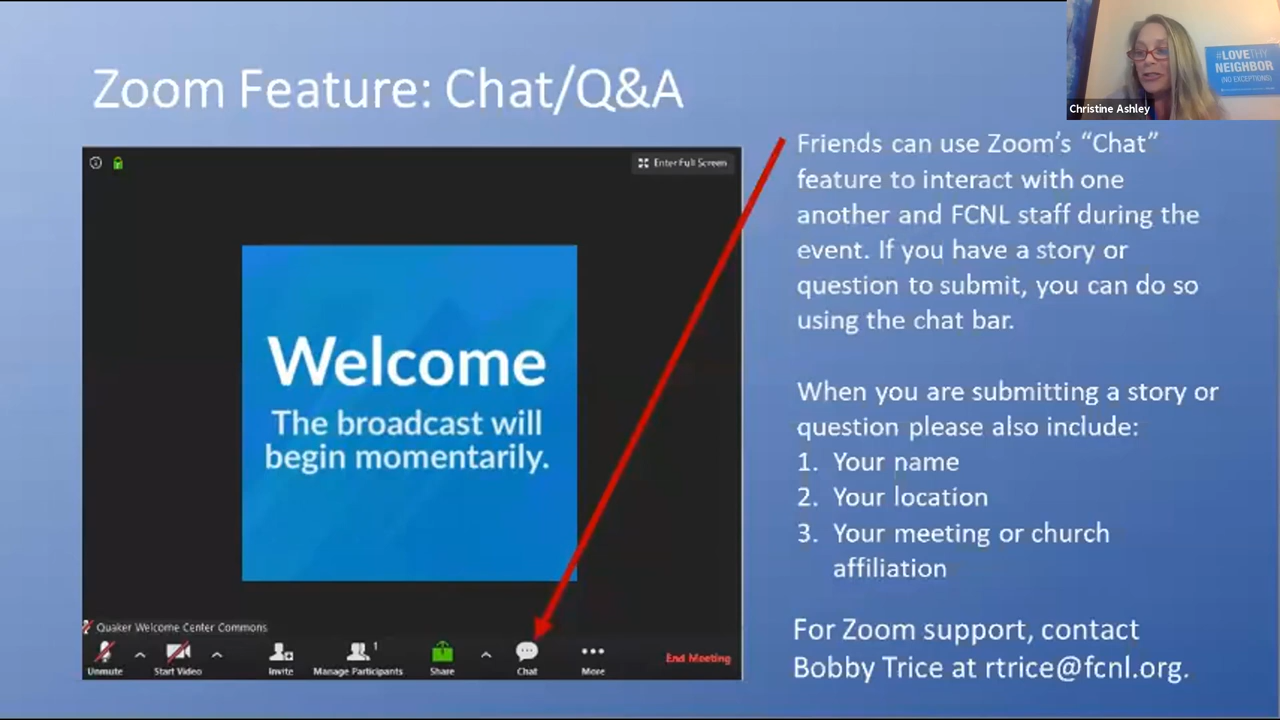 Zoom Feature: Chat/Q&A
#LOVETHY
NEIGHBOR
(NO EXCEPTIONS)
Christine Ashley
Enter Full Screen
Welcome
The broadcast will
begin momentarily.
Quaker Welcome Center Commons
Unmute
Start Video
Invite
1
Manage Participants
Share
Chat
More
End Meeting
Friends can use Zoom's “Chat”
feature to interact with one
another and FCNL staff during the
event. If you have a story or
question to submit, you can do so
using the chat bar.
When you are submitting a story or
question please also include:
1. Your name
2. Your location
3. Your meeting or church
affiliation
For Zoom support, contact
Bobby Trice at rtrice@fcnl.org.